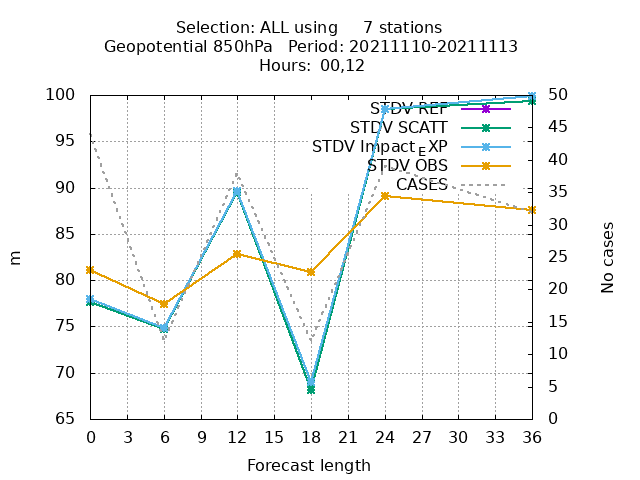 Selection: ALL using     7 stations
Geopotential 850hPa   Period: 20211110-20211113
Hours:  00,12
100
95
90
85
80
75
70
65
50
45
40
35
30
25
20
15
10
5
0
m
No cases
STDV REF
STDV SCATT
STDV Impact_EXP
STDV OBS
CASES
0 3 6 9 12 15 18 21 24 27 30 33 36
Forecast length